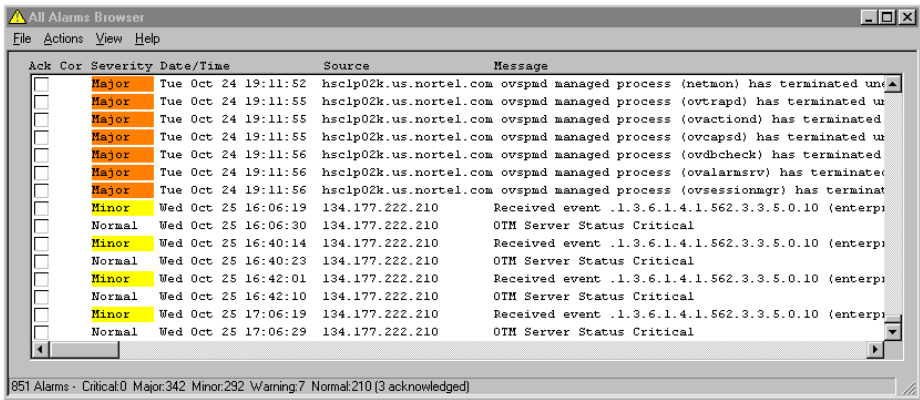 All Alarms Browser
File Actions View Help
Ack Cor Severity Date/Time Source Message
Major Tue Oct 24 19:11:52 hsclp02k.us.nortel.com ovspmd managed process (netmon) has terminated
Major Tue Oct 24 19:11:55 hsclp02k.us.nortel.com ovspmd managed process (ovtrapd) has terminated
Major Tue Oct 24 19:11:55 hsclp02k.us.nortel.com ovspmd managed process (ovactiond) has terminated
Major Tue Oct 24 19:11:55 hsclp02k.us.nortel.com ovspmd managed process (ovcapsd) has terminated
Major Tue Oct 24 19:11:56 hsclp02k.us.nortel.com ovspmd managed process (ovdbcheck) has terminated
Major Tue Oct 24 19:11:56 hsclp02k.us.nortel.com ovspmd managed process (ovalarmsrv) has terminated
Major Tue Oct 24 19:11:56 hsclp02k.us.nortel.com ovspmd managed process (ovsessionmgr) has terminat
Minor Wed Oct 25 16:06:19 134.177.222.210 Received event .1.3.6.1.4.1.562.3.3.5.0.10 (enterpr
Normal Wed Oct 25 16:06:30 134.177.222.210 OTM Server Status Critical
Minor Wed Oct 25 16:40:14 134.177.222.210 Received event .1.3.6.1.4.1.562.3.3.5.0.10 (enterpr
Normal Wed Oct 25 16:40:23 134.177.222.210 OTM Server Status Critical
Minor Wed Oct 25 16:42:01 134.177.222.210 Received event .1.3.6.1.4.1.562.3.3.5.0.10 (enterpr
Normal Wed Oct 25 16:42:10 134.177.222.210 OTM Server Status Critical
Minor Wed Oct 25 17:06:19 134.177.222.210 Received event .1.3.6.1.4.1.562.3.3.5.0.10 (enterpr
Normal Wed Oct 25 17:06:29 134.177.222.210 OTM Server Status Critical
851 Alarms - Critical:0 Major:342 Minor:292 Warning:7 Normal:210 (3 acknowledged)